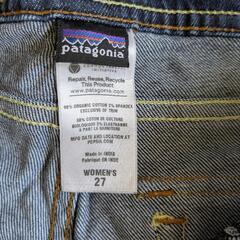 patagonia
Repair, Reuse, Recycle
This Product
www.patagonia.com
98% ORGANIC COTTON 2% SPANDEX
EXCLUSIVE OF TRIM
98% COTON DE CULTURE
BIOLOGIQUE 2% ELASTHANNE
A PART LA GARNITURE
Made in INDIA
Fabriqué EN INDE
WOMEN'S
27